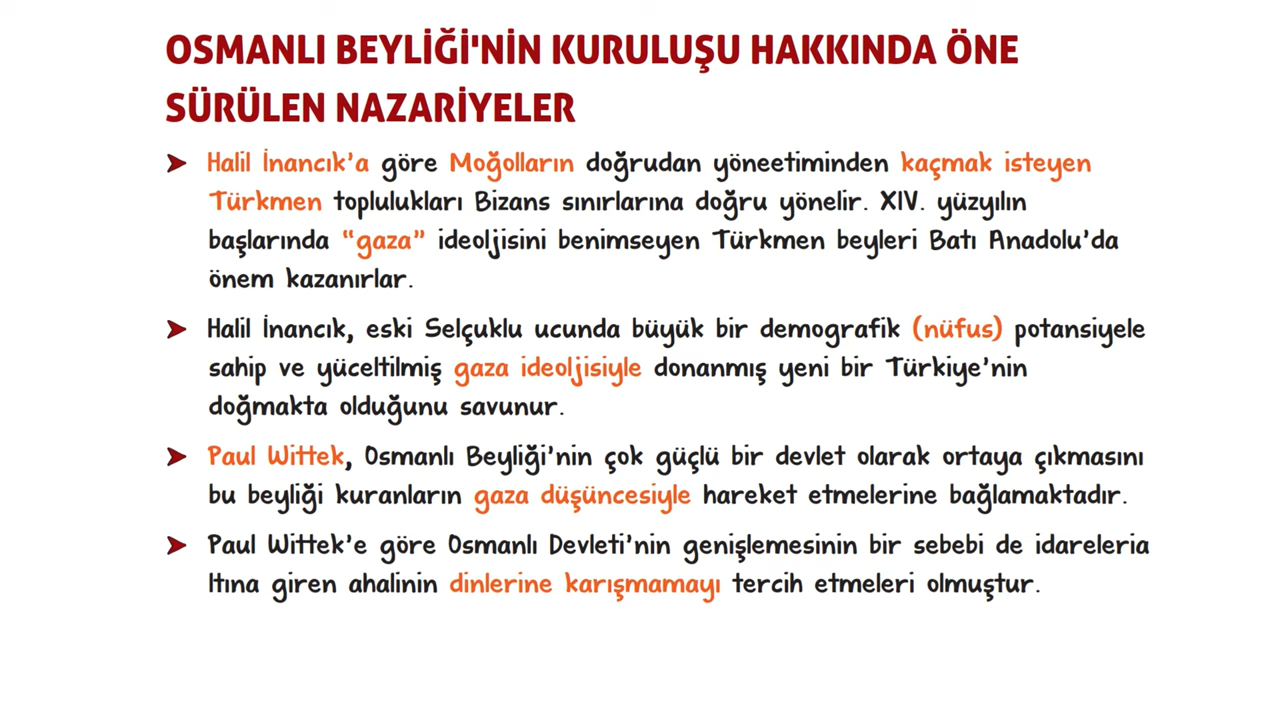 OSMANLI BEYLİĞİ'NİN KURULUŞU HAKKINDA ÖNE
SÜRÜLEN NAZARİYELER
➤ Halil İnancık'a göre Moğolların doğrudan yöneetiminden kaçmak isteyen
Türkmen toplulukları Bizans sınırlarına doğru yönelir. XIV. yüzyılın
başlarında "gaza" ideoljisini benimseyen Türkmen beyleri Batı Anadolu'da
önem kazanırlar.
➤ Halil İnancık, eski Selçuklu ucunda büyük bir demografik (nüfus) potansiyele
sahip ve yüceltilmiş gaza ideoljisiyle donanmış yeni bir Türkiye'nin
doğmakta olduğunu savunur.
➤ Paul Wittek, Osmanlı Beyliği'nin çok güçlü bir devlet olarak ortaya çıkmasını
bu beyliği kuranların gaza düşüncesiyle hareket etmelerine bağlamaktadır.
➤ Paul Wittek'e göre Osmanlı Devleti'nin genişlemesinin bir sebebi de idareleria
ltına giren ahalinin dinlerine karışmamayı tercih etmeleri olmuştur.